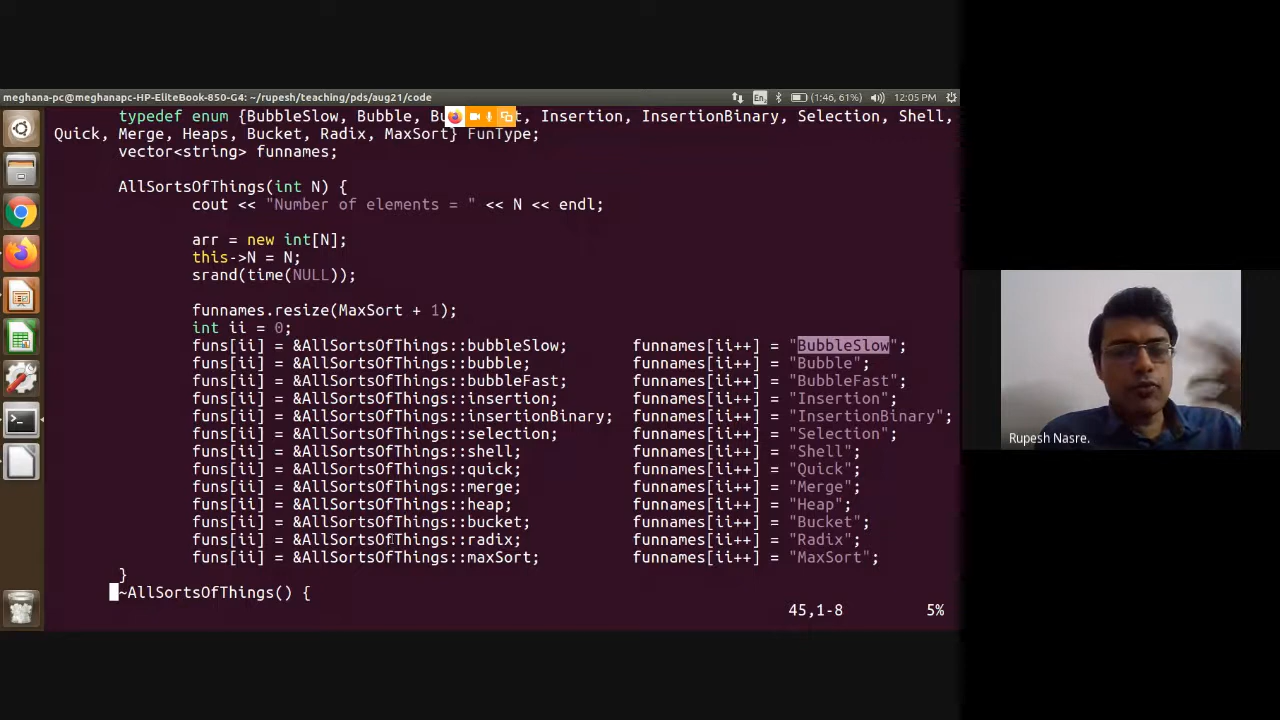 meghana-pc@meghanapc-HP-EliteBook-850-G4: ~/rupesh/teaching/pds/aug21/code
En
(1:46, 61%)
12:05 PM
typedef enum {BubbleSlow, Bubble, Bu t, Insertion, InsertionBinary, Selection, Shell,
Quick, Merge, Heaps, Bucket, Radix, MaxSort} FunType;
vector<string> funnames;
AllSortsOfThings(int N) {
cout << "Number of elements = " << N << endl;
arr = new int[N];
this->N = N;
srand(time(NULL));
funnames.resize(MaxSort + 1);
int ii = 0;
funs[ii] = &AllSortsOfThings::bubbleSlow; funnames[ii++] = "BubbleSlow";
funs[ii] = &AllSortsOfThings::bubble; funnames[ii++] = "Bubble";
funs[ii] = &AllSortsOfThings::bubbleFast; funnames[ii++] = "BubbleFast";
funs[ii] = &AllSortsOfThings::insertion; funnames[ii++] = "Insertion";
funs[ii] = &AllSortsOfThings::insertionBinary; funnames[ii++] = "InsertionBinary";
funs[ii] = &AllSortsOfThings::selection; funnames[ii++] = "Selection";
funs[ii] = &AllSortsOfThings::shell; funnames[ii++] = "Shell";
funs[ii] = &AllSortsOfThings::quick; funnames[ii++] = "Quick";
funs[ii] = &AllSortsOfThings::merge; funnames[ii++] = "Merge";
funs[ii] = &AllSortsOfThings::heap; funnames[ii++] = "Heap";
funs[ii] = &AllSortsOfThings::bucket; funnames[ii++] = "Bucket";
funs[ii] = &AllSortsOfThings::radix; funnames[ii++] = "Radix";
funs[ii] = &AllSortsOfThings::maxSort; funnames[ii++] = "MaxSort";
}
~AllSortsOfThings() {
45,1-8 5%
Rupesh Nasre.